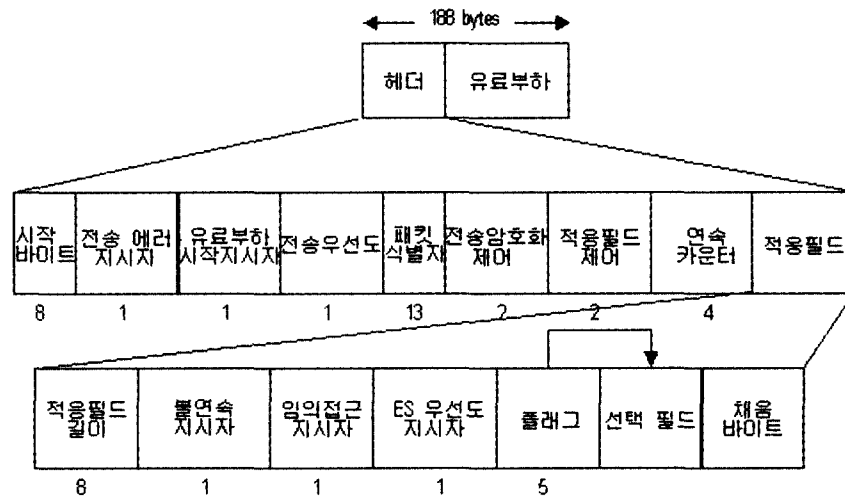 188 bytes
헤더 유료부하
시작
바이트
전송 에러
지시자
유료부하
시작지시자
전송우선도
패킷
식별자
전송암호화
제어
적응필드
제어
연속
카운터
적응필드
8 1 1 1 13 2 2 4
적응필드
길이
불연속
지시자
임의접근
지시자
ES 우선도
지시자
플래그
선택 필드
채움
바이트
8 1 1 1 5